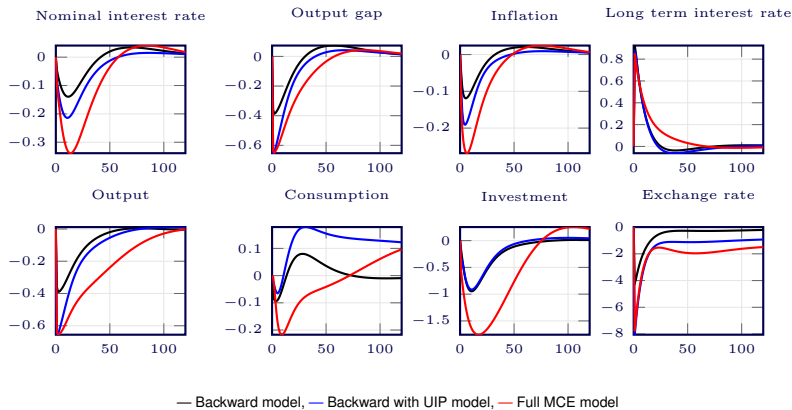 Nominal interest rate
Output gap
Inflation
Long term interest rate
0
−0.1
−0.2
−0.3
0 50 100
0
−0.2
−0.4
−0.6
0 50 100
0
−0.1
−0.2
0 50 100
0.8
0.6
0.4
0.2
0
0 50 100
Output
Consumption
Investment
Exchange rate
0
−0.2
−0.4
−0.6
0 50 100
0.1
0
−0.1
−0.2
0 50 100
0
−0.5
−1
−1.5
0 50 100
0
−2
−4
−6
−8
0 50 100
— Backward model, — Backward with UIP model, — Full MCE model